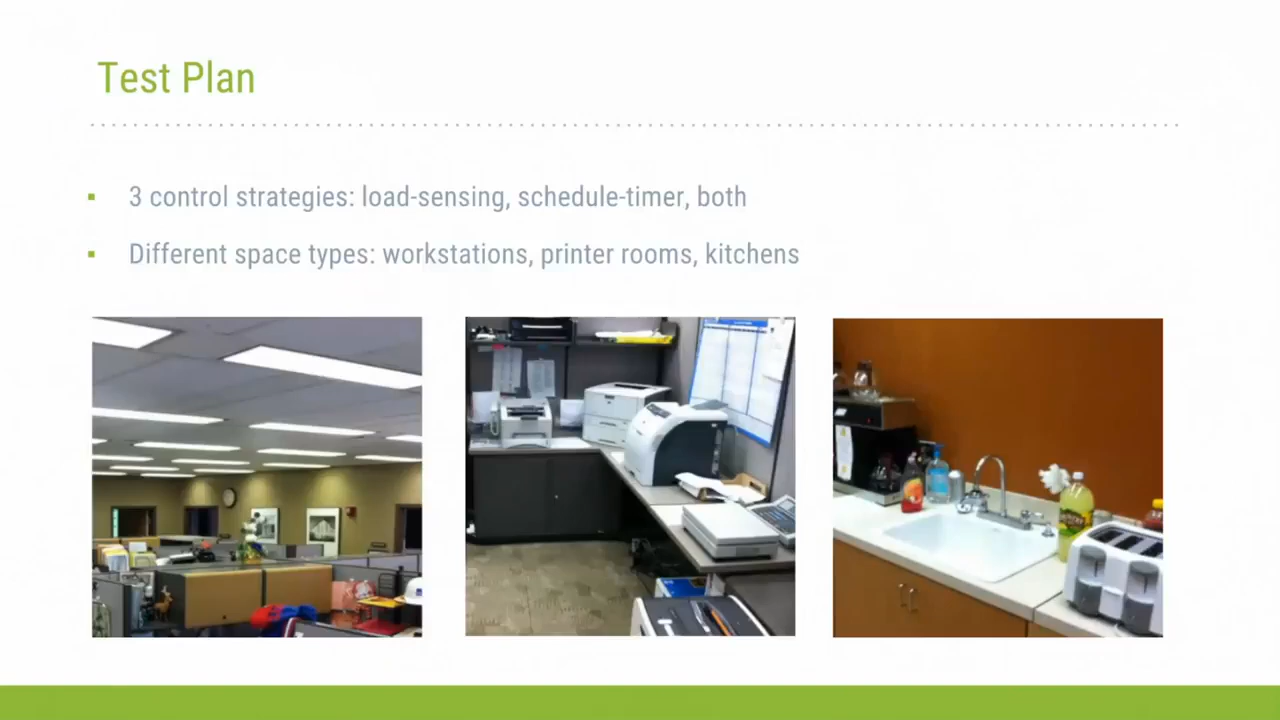 Test Plan
3 control strategies: load-sensing, schedule-timer, both
Different space types: workstations, printer rooms, kitchens